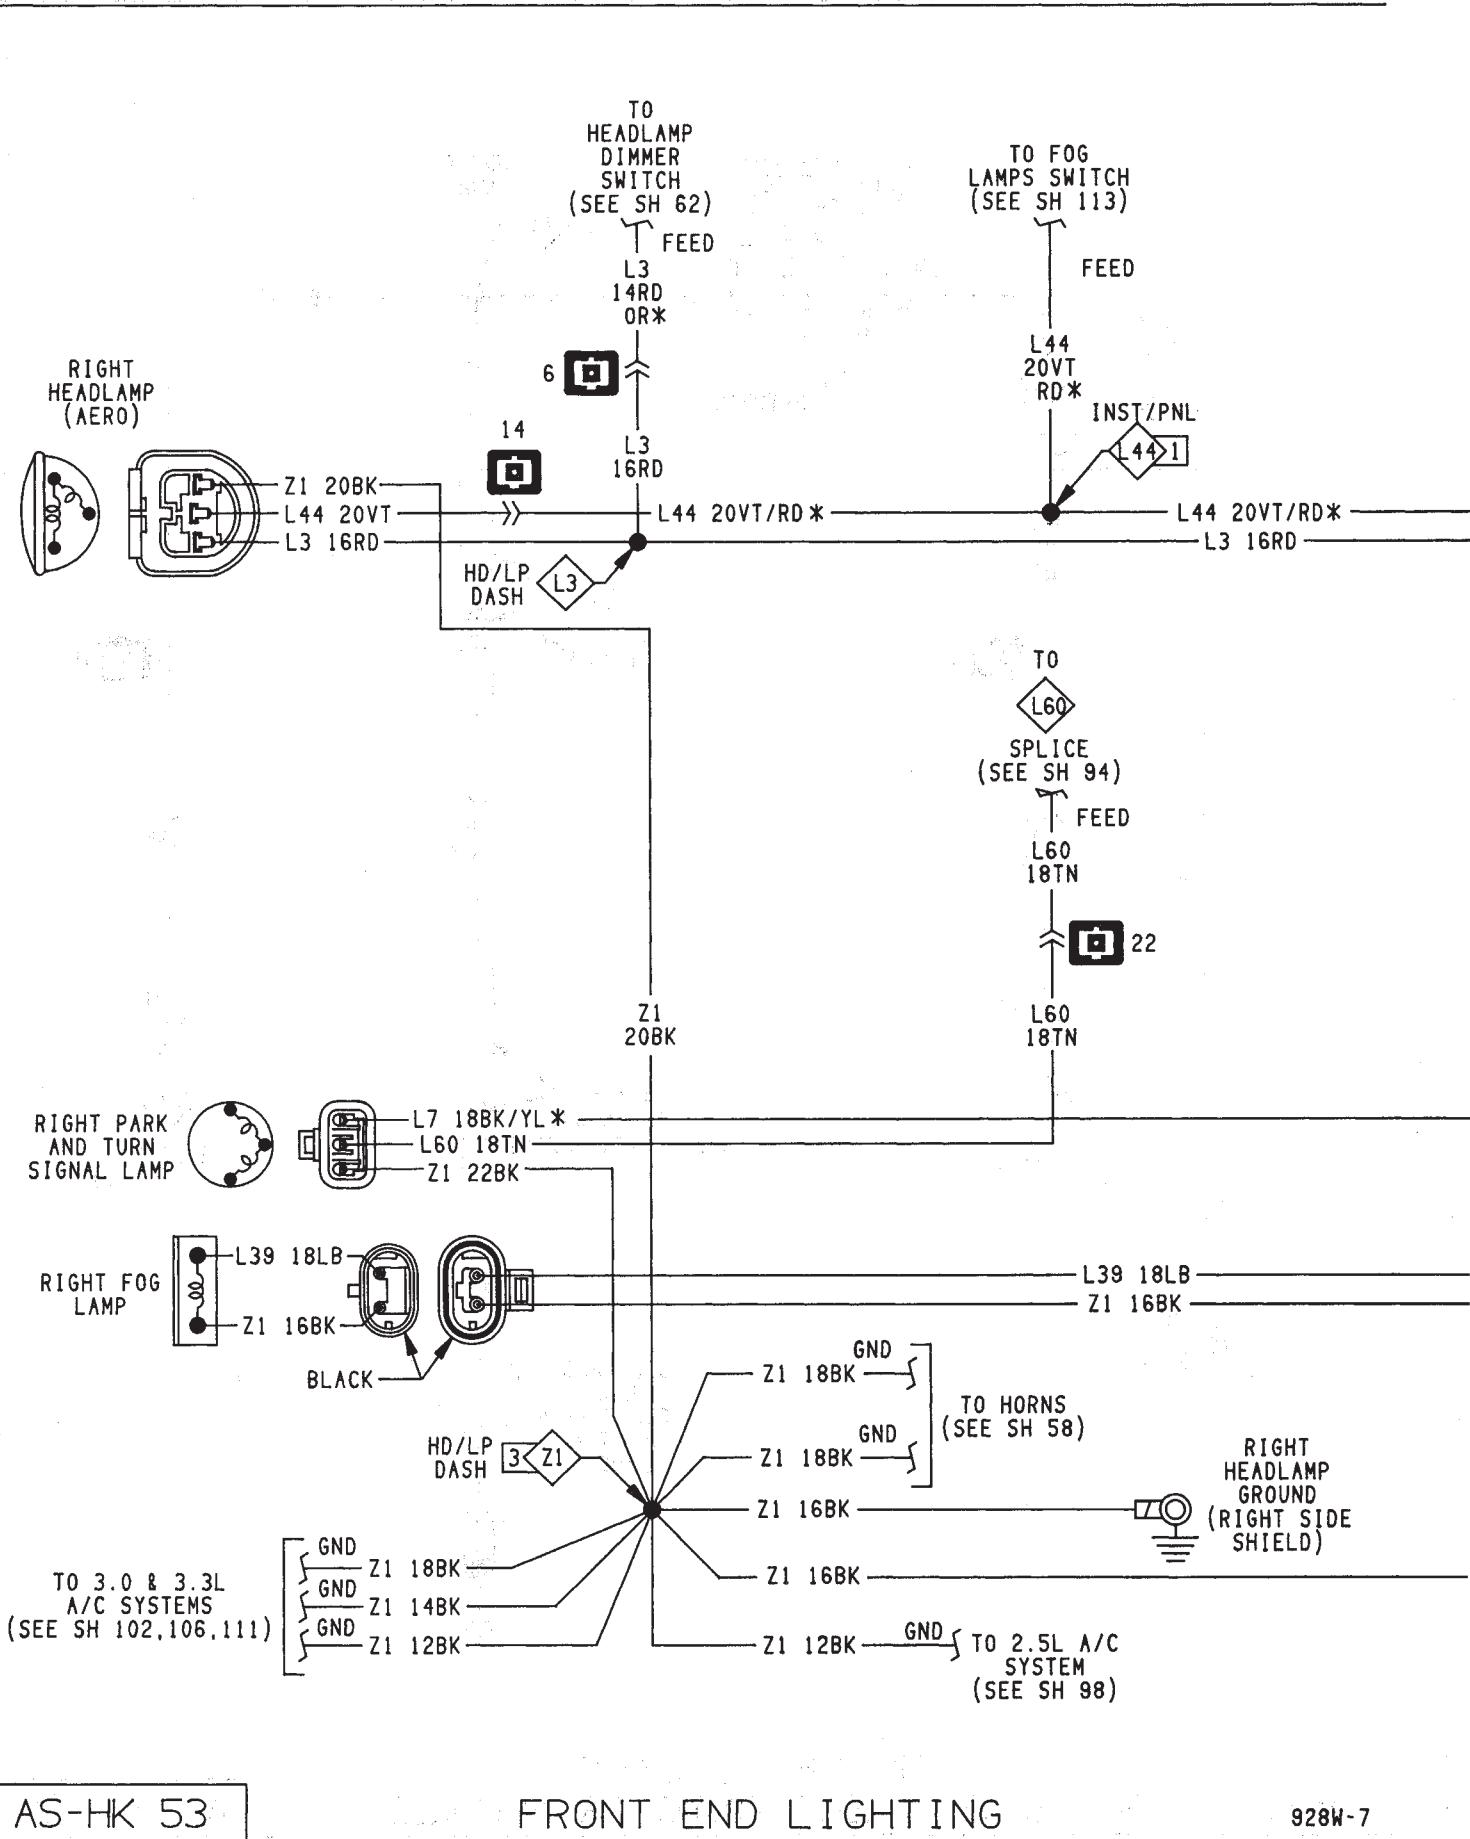 TO
HEADLAMP
DIMMER
SWITCH
(SEE SH 62)
FEED
L3
14RD
OR*
6
L3
16RD
TO FOG
LAMPS SWITCH
(SEE SH 113)
FEED
L44
20VT
RD*
INST/PNL
L44 1
RIGHT
HEADLAMP
(AERO)
14
Z1 20BK
L44 20VT
L44 20VT/RD*
L44 20VT/RD*
L3 16RD
L3 16RD
HD/LP
DASH
L3
TO
L60
SPLICE
(SEE SH 94)
FEED
L60
18TN
22
L60
18TN
Z1
20BK
RIGHT PARK
AND TURN
SIGNAL LAMP
L7 18BK/YL*
L60 18TN
Z1 22BK
RIGHT FOG
LAMP
L39 18LB
Z1 16BK
BLACK
L39 18LB
Z1 16BK
GND
Z1 18BK
GND
Z1 18BK
TO HORNS
(SEE SH 58)
HD/LP
DASH
3 Z1
Z1 16BK
RIGHT
HEADLAMP
GROUND
(RIGHT SIDE
SHIELD)
Z1 16BK
TO 3.0 & 3.3L
A/C SYSTEMS
(SEE SH 102,106,111)
GND
Z1 18BK
GND
Z1 14BK
GND
Z1 12BK
Z1 12BK
GND
TO 2.5L A/C
SYSTEM
(SEE SH 98)
AS-HK 53
FRONT END LIGHTING
928W-7